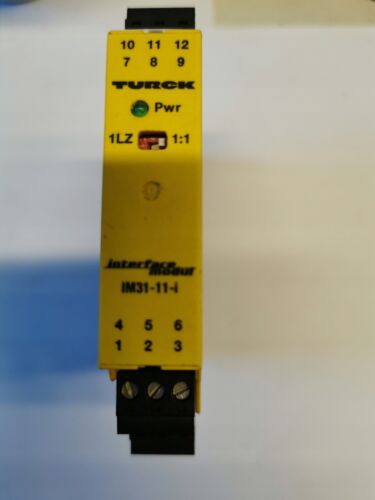 10 11 12
7 8 9
TURCK
Pwr
1LZ 1:1
interface
modul
IM31-11-i
4 5 6
1 2 3